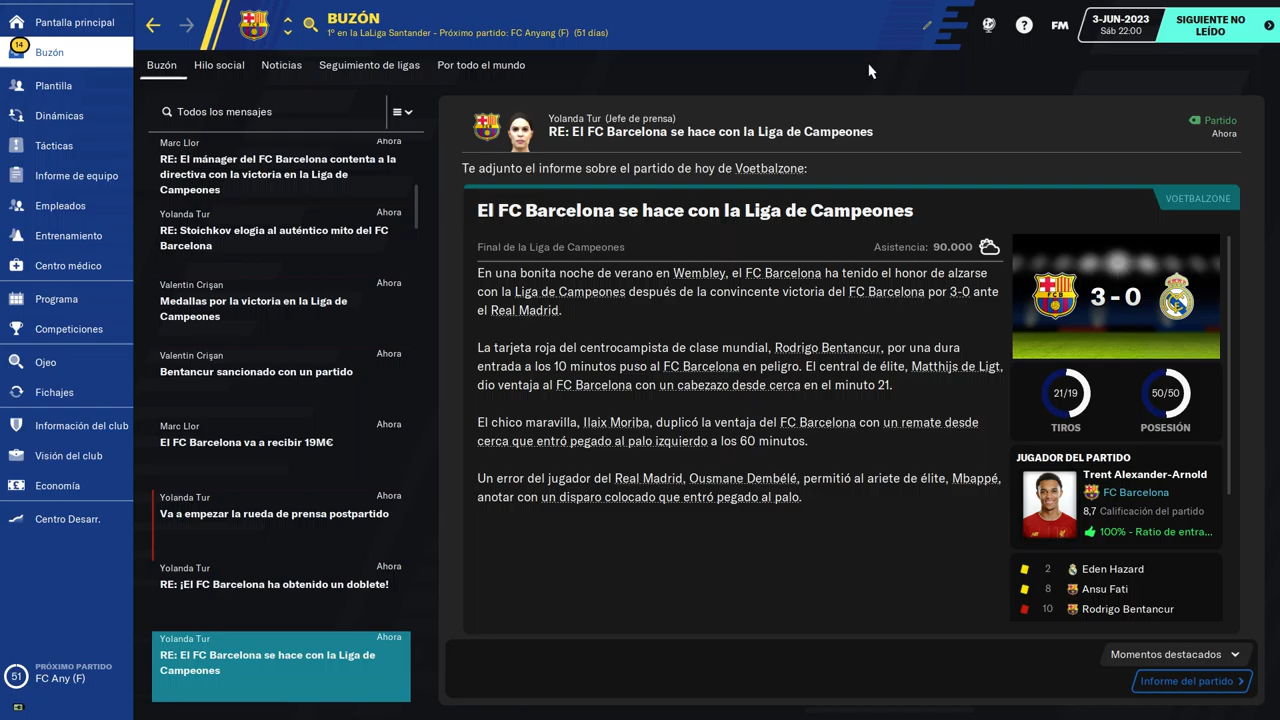 Pantalla principal
14
Buzón
Plantilla
Dinámicas
Tácticas
Informe de equipo
Empleados
Entrenamiento
Centro médico
Programa
Competiciones
Ojeo
Fichajes
Información del club
Visión del club
Economía
Centro Desarr.
51
PRÓXIMO PARTIDO
FC Any (F)
BUZÓN
1º en la LaLiga Santander - Próximo partido: FC Anyang (F) (51 días)
?
FM
3-JUN-2023
Sáb 22:00
SIGUIENTE NO
LEÍDO
Buzón
Hilo social
Noticias
Seguimiento de ligas
Por todo el mundo
Todos los mensajes
Marc Llor
Ahora
RE: El mánager del FC Barcelona contenta a la
directiva con la victoria en la Liga de
Campeones
Yolanda Tur
Ahora
RE: Stoichkov elogia al auténtico mito del FC
Barcelona
Valentin Crişan
Ahora
Medallas por la victoria en la Liga de
Campeones
Valentin Crişan
Ahora
Bentancur sancionado con un partido
Marc Llor
Ahora
El FC Barcelona va a recibir 19M€
Yolanda Tur
Ahora
Va a empezar la rueda de prensa postpartido
Yolanda Tur
Ahora
RE: ¡El FC Barcelona ha obtenido un doblete!
Yolanda Tur
Ahora
RE: El FC Barcelona se hace con la Liga de
Campeones
Yolanda Tur (Jefe de prensa)
RE: El FC Barcelona se hace con la Liga de Campeones
Partido
Ahora
Te adjunto el informe sobre el partido de hoy de Voetbalzone:
VOETBALZONE
El FC Barcelona se hace con la Liga de Campeones
Final de la Liga de Campeones
Asistencia: 90.000
En una bonita noche de verano en Wembley, el FC Barcelona ha tenido el honor de alzarse
con la Liga de Campeones después de la convincente victoria del FC Barcelona por 3-0 ante
el Real Madrid.
La tarjeta roja del centrocampista de clase mundial, Rodrigo Bentancur, por una dura
entrada a los 10 minutos puso al FC Barcelona en peligro. El central de élite, Matthijs de Ligt,
dio ventaja al FC Barcelona con un cabezazo desde cerca en el minuto 21.
El chico maravilla, Ilaix Moriba, duplicó la ventaja del FC Barcelona con un remate desde
cerca que entró pegado al palo izquierdo a los 60 minutos.
Un error del jugador del Real Madrid, Ousmane Dembélé, permitió al ariete de élite, Mbappé,
anotar con un disparo colocado que entró pegado al palo.
3 - 0
21/19
TIROS
50/50
POSESIÓN
JUGADOR DEL PARTIDO
Trent Alexander-Arnold
FC Barcelona
8,7 Calificación del partido
100% - Ratio de entra...
2 Eden Hazard
8 Ansu Fati
10 Rodrigo Bentancur
Momentos destacados
Informe del partido